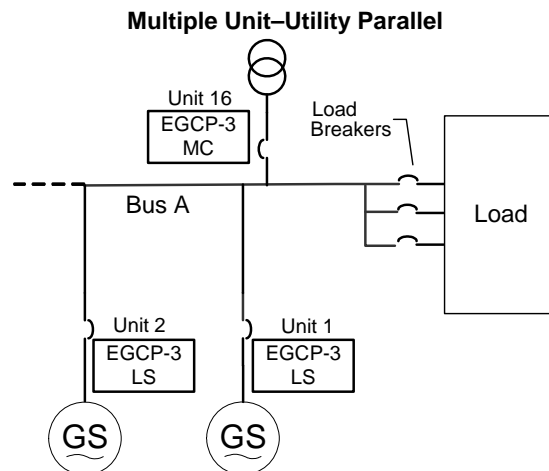 Multiple Unit–Utility Parallel
Unit 16
EGCP-3
MC
Load
Breakers
Bus A
Load
Unit 2
EGCP-3
LS
Unit 1
EGCP-3
LS
GS
GS